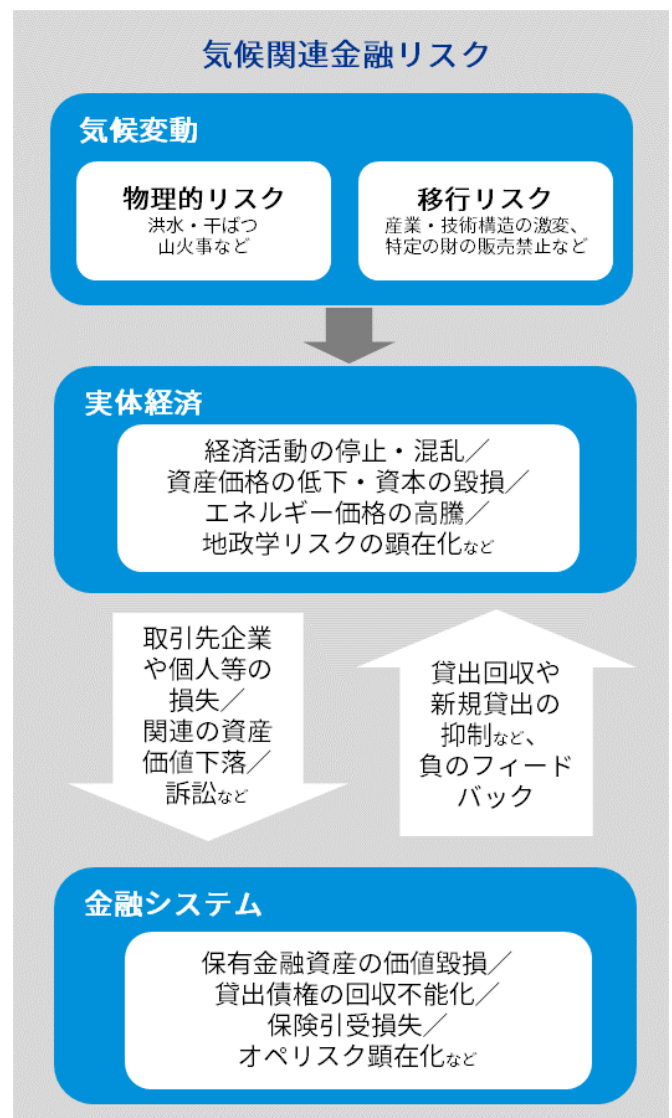 気候関連金融リスク
気候変動
物理的リスク
洪水・干ばつ
山火事など
移行リスク
産業・技術構造の激変、
特定の財の販売禁止など
実体経済
経済活動の停止・混乱／
資産価格の低下・資本の毀損／
エネルギー価格の高騰／
地政学リスクの顕在化など
取引先企業
や個人等の
損失／
関連の資産
価値下落／
訴訟など
貸出回収や
新規貸出の
抑制など、
負のフィード
バック
金融システム
保有金融資産の価値毀損／
貸出債権の回収不能化／
保険引受損失／
オペリスク顕在化など